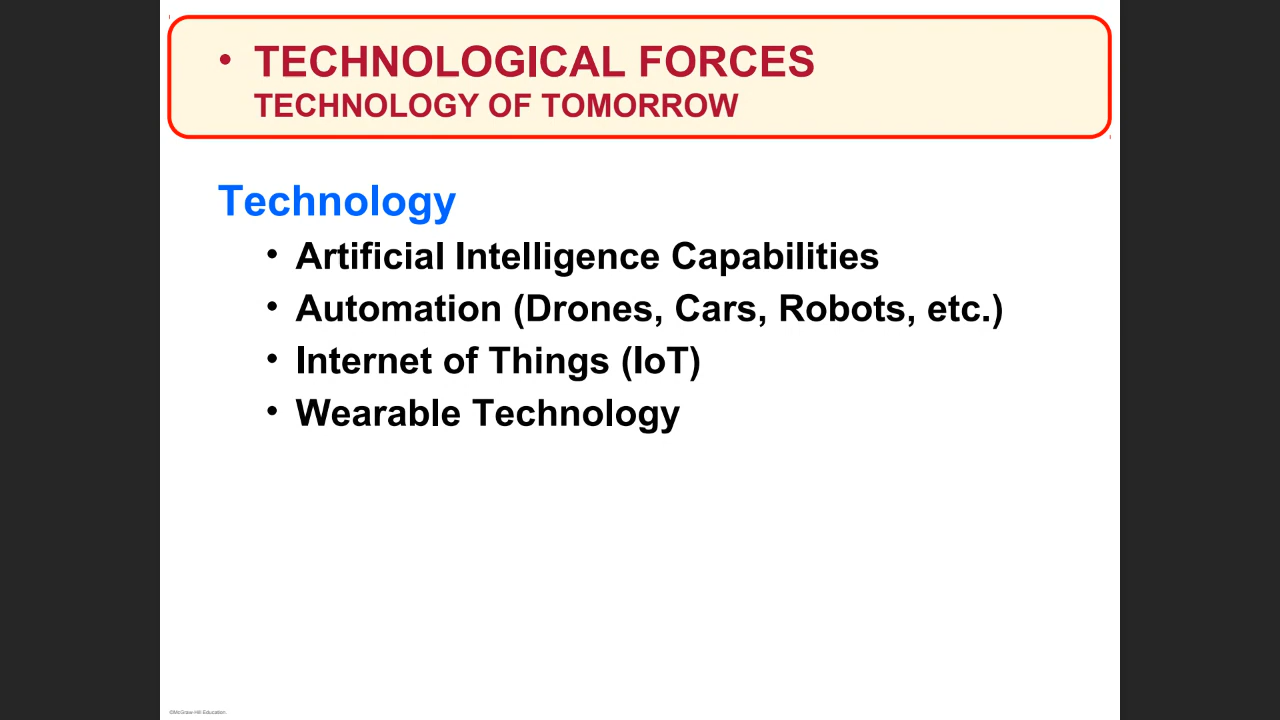 • TECHNOLOGICAL FORCES
TECHNOLOGY OF TOMORROW
Technology
• Artificial Intelligence Capabilities
• Automation (Drones, Cars, Robots, etc.)
• Internet of Things (IoT)
• Wearable Technology
©McGraw-Hill Education.